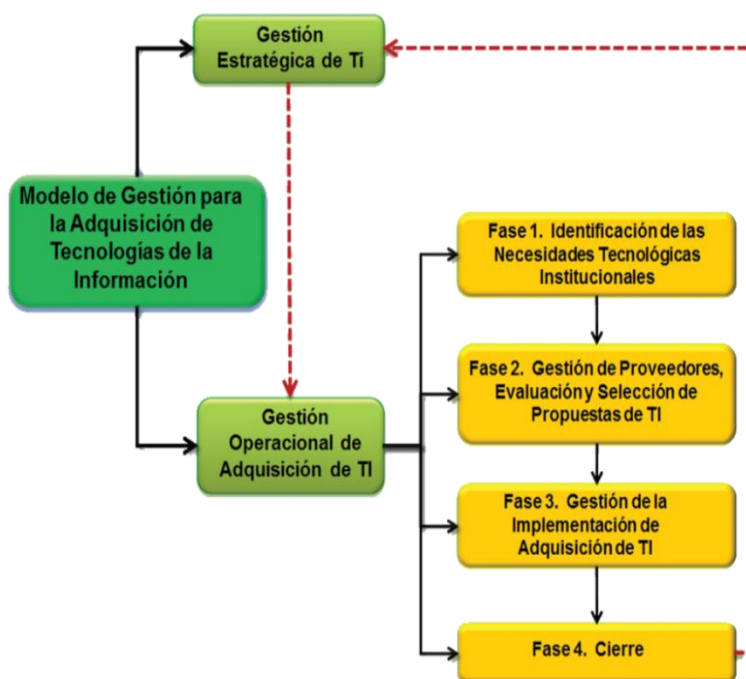 Gestión
Estratégica de Ti
Modelo de Gestión para
la Adquisición de
Tecnologías de la
Información
Gestión
Operacional de
Adquisición de TI
Fase 1. Identificación de las
Necesidades Tecnológicas
Institucionales
Fase 2. Gestión de Proveedores,
Evaluación y Selección de
Propuestas de TI
Fase 3. Gestión de la
Implementación de
Adquisición de TI
Fase 4. Cierre